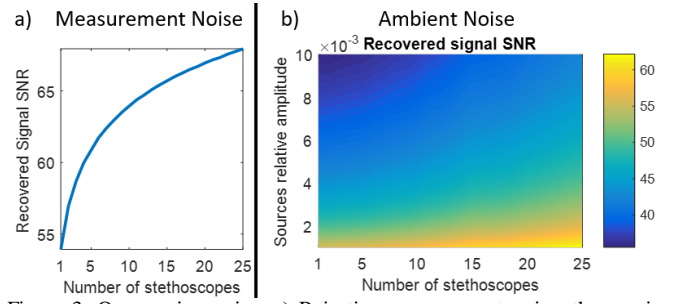 a) Measurement Noise
Recovered Signal SNR
65
60
55
1 5 10 15 20 25
Number of stethoscopes
b) Ambient Noise
×10⁻³ Recovered signal SNR
Sources relative amplitude
10
8
6
4
2
1 5 10 15 20 25
Number of stethoscopes
60
55
50
45
40